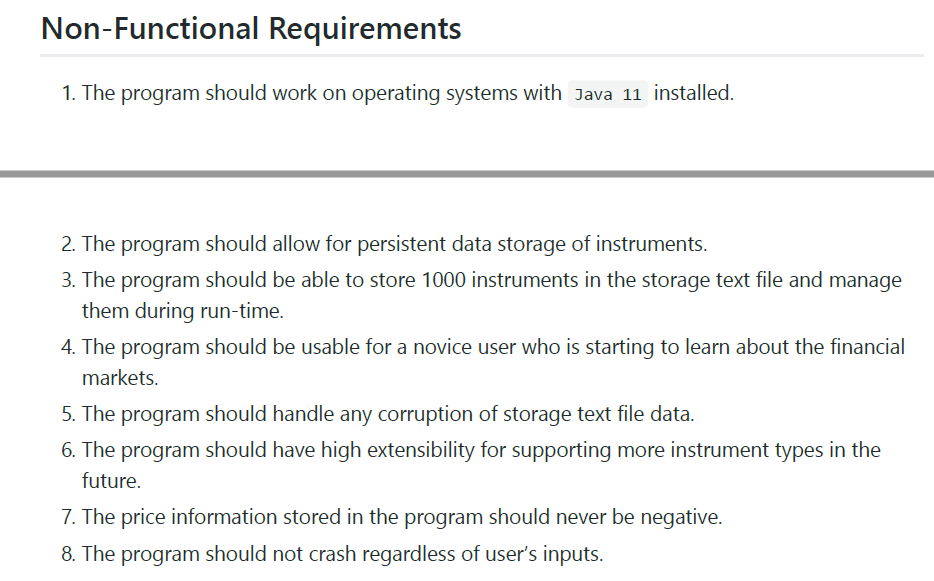 Non-Functional Requirements
1. The program should work on operating systems with Java 11 installed.
2. The program should allow for persistent data storage of instruments.
3. The program should be able to store 1000 instruments in the storage text file and manage
them during run-time.
4. The program should be usable for a novice user who is starting to learn about the financial
markets.
5. The program should handle any corruption of storage text file data.
6. The program should have high extensibility for supporting more instrument types in the
future.
7. The price information stored in the program should never be negative.
8. The program should not crash regardless of user’s inputs.